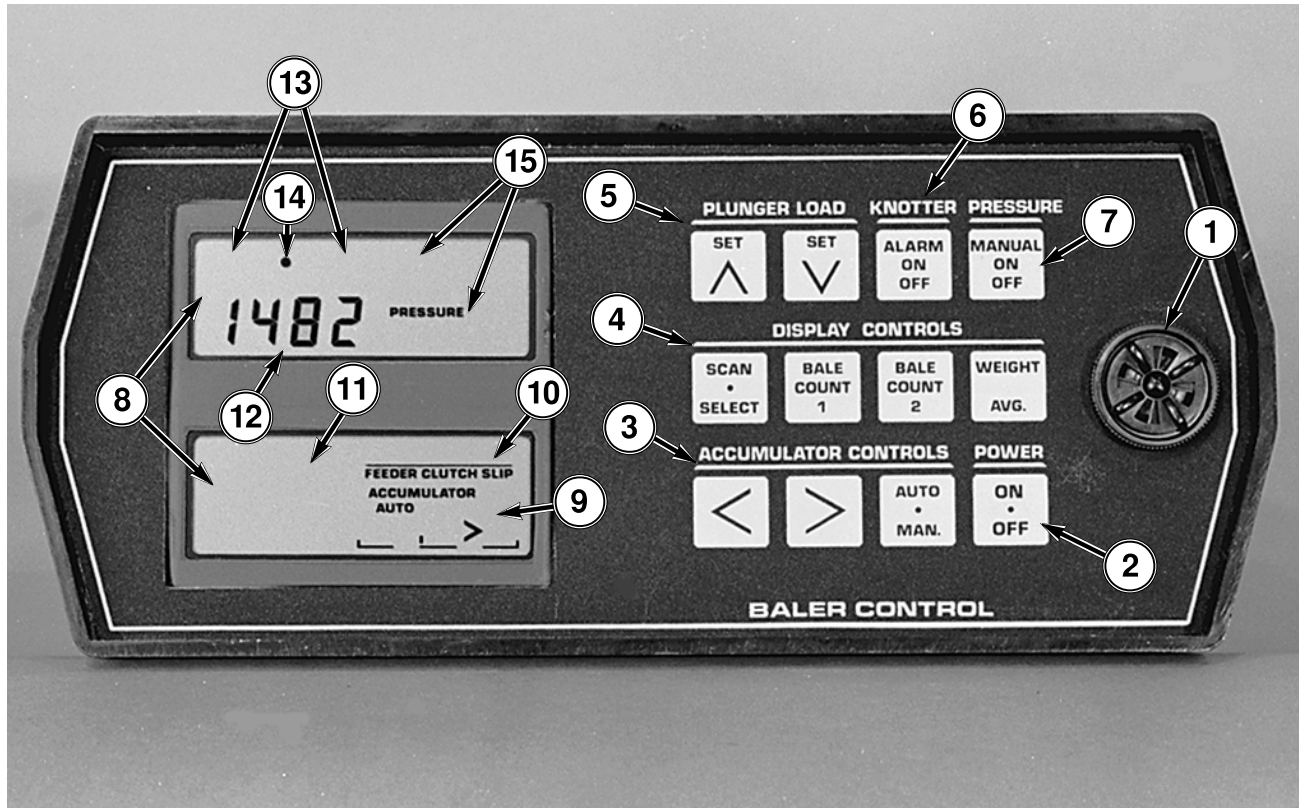 13
6
15
5
14
PLUNGER LOAD
KNOTTER
PRESSURE
7
1
SET
SET
ALARM
ON
OFF
MANUAL
ON
OFF
1482
PRESSURE
4
DISPLAY CONTROLS
8
12
11
10
SCAN
•
SELECT
BALE
COUNT
1
BALE
COUNT
2
WEIGHT
AVG.
3
ACCUMULATOR CONTROLS
POWER
FEEDER CLUTCH SLIP
ACCUMULATOR
AUTO
>
9
<
>
AUTO
•
MAN.
ON
•
OFF
2
BALER CONTROL